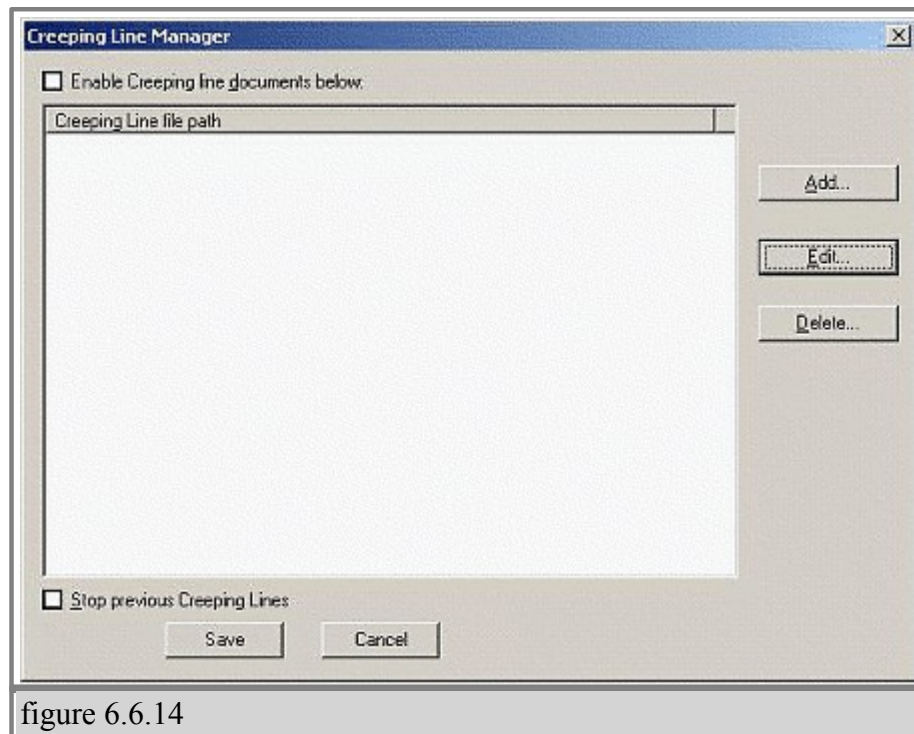 Creeping Line Manager
Enable Creeping line documents below:
Creeping Line file path
Add...
Edit...
Delete...
Stop previous Creeping Lines
Save Cancel
figure 6.6.14